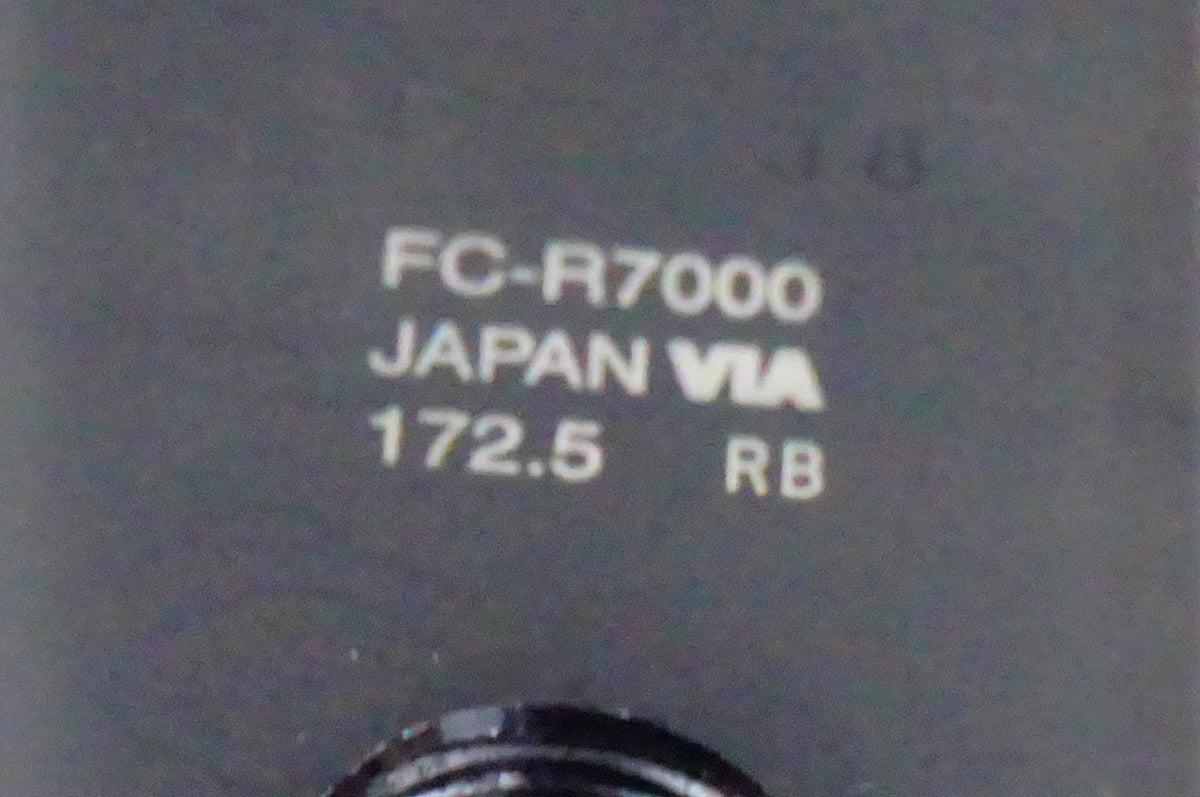 FC-R7000
JAPAN VIA
172.5 RB